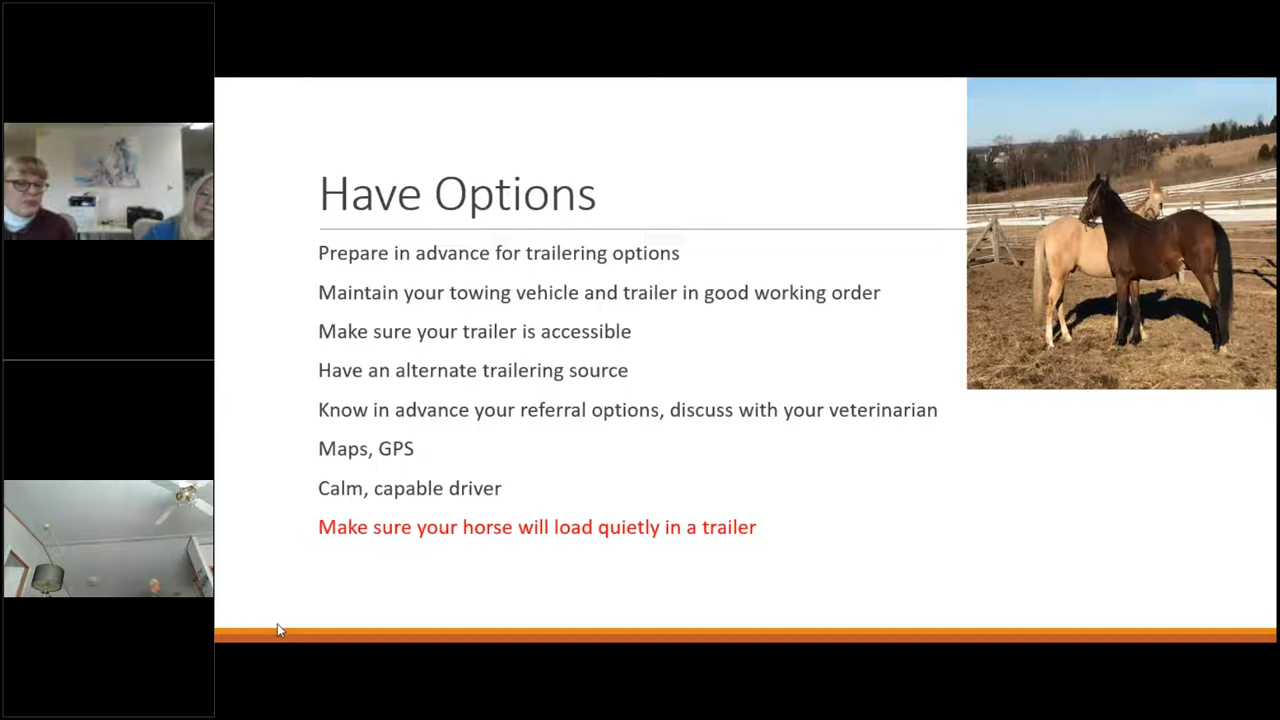 Have Options
Prepare in advance for trailering options
Maintain your towing vehicle and trailer in good working order
Make sure your trailer is accessible
Have an alternate trailering source
Know in advance your referral options, discuss with your veterinarian
Maps, GPS
Calm, capable driver
Make sure your horse will load quietly in a trailer